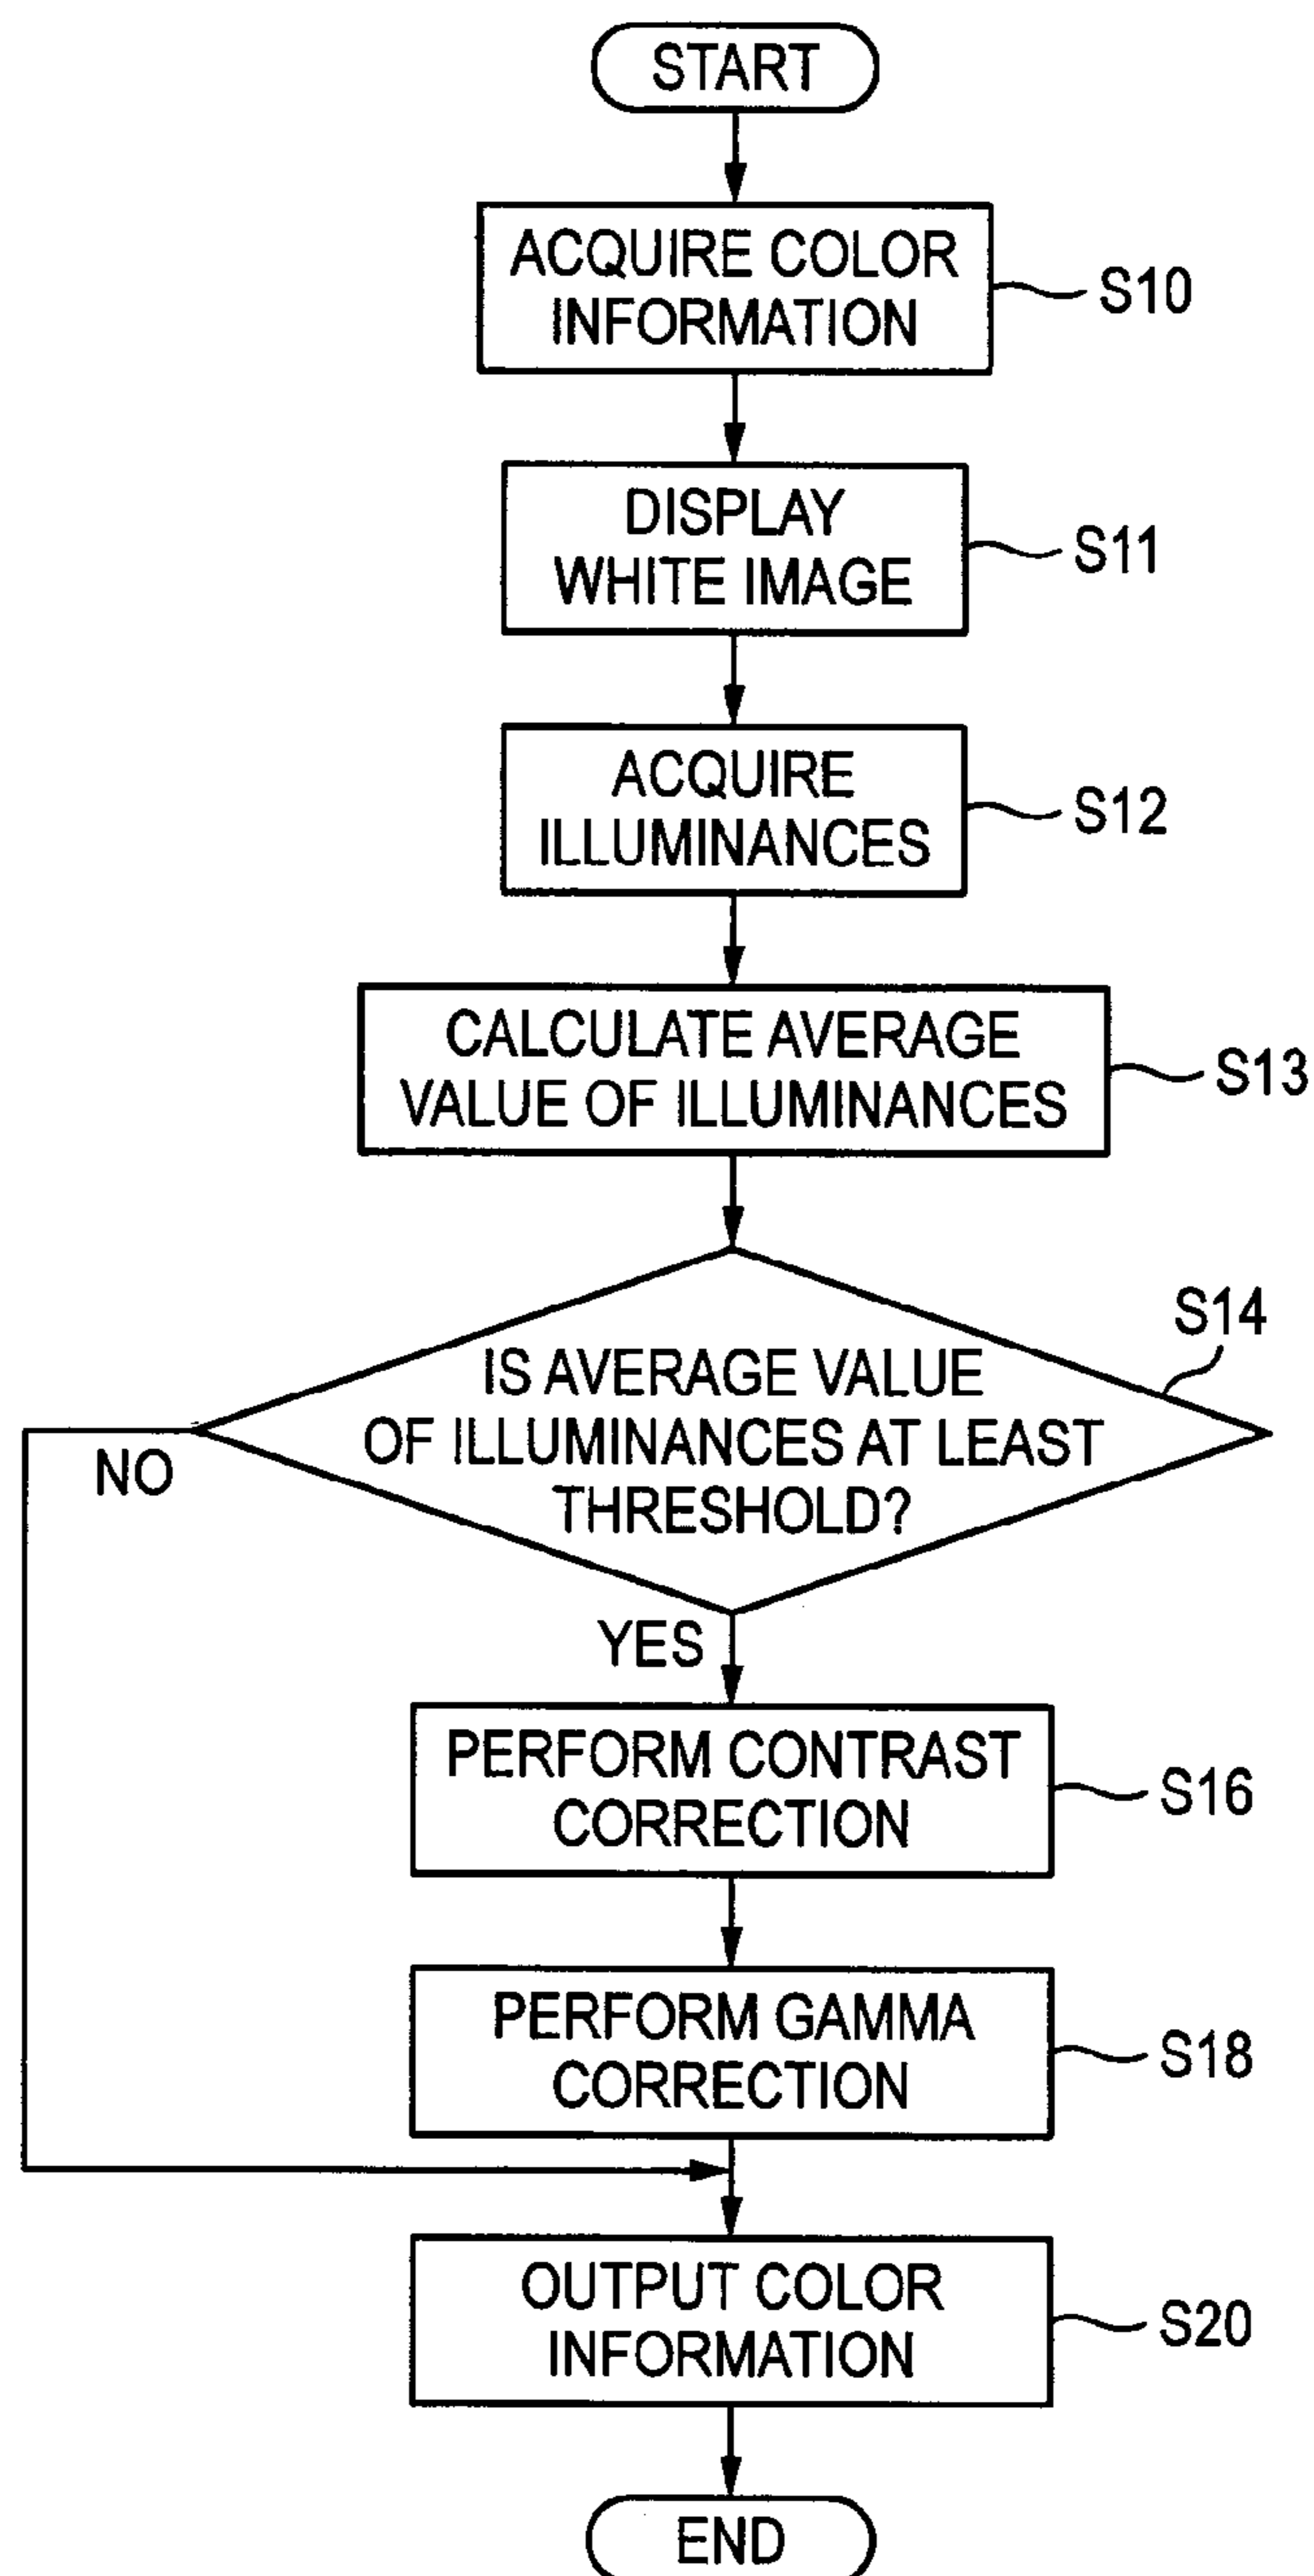 START
ACQUIRE COLOR
INFORMATION
S10
DISPLAY
WHITE IMAGE
S11
ACQUIRE
ILLUMINANCES
S12
CALCULATE AVERAGE
VALUE OF ILLUMINANCES
S13
S14
IS AVERAGE VALUE
OF ILLUMINANCES AT LEAST
THRESHOLD?
NO
YES
PERFORM CONTRAST
CORRECTION
S16
PERFORM GAMMA
CORRECTION
S18
OUTPUT COLOR
INFORMATION
S20
END